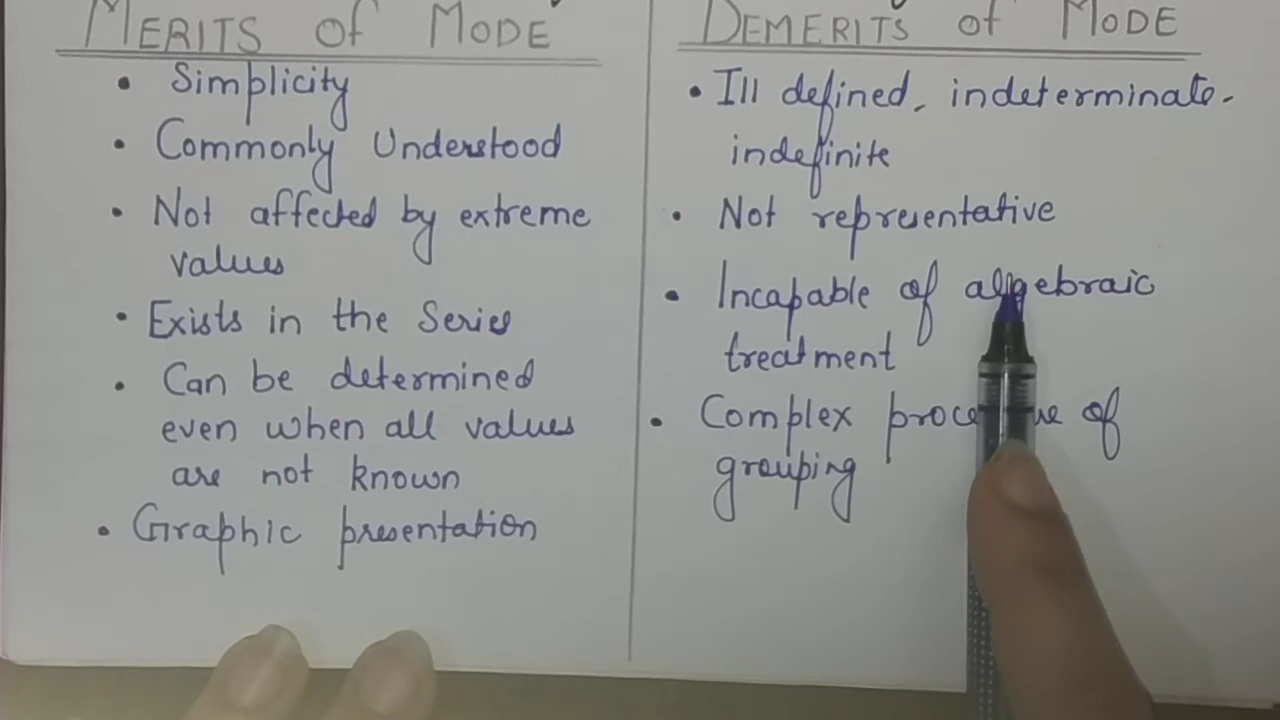 MERITS of MODE
• Simplicity
• Commonly Understood
• Not affected by extreme
values
• Exists in the Series
• Can be determined
even when all values
are not known
• Graphic presentation
DEMERITS of MODE
• Ill defined, indeterminate.
indefinite
• Not representative
• Incapable of algebraic
treatment
• Complex of
grouping